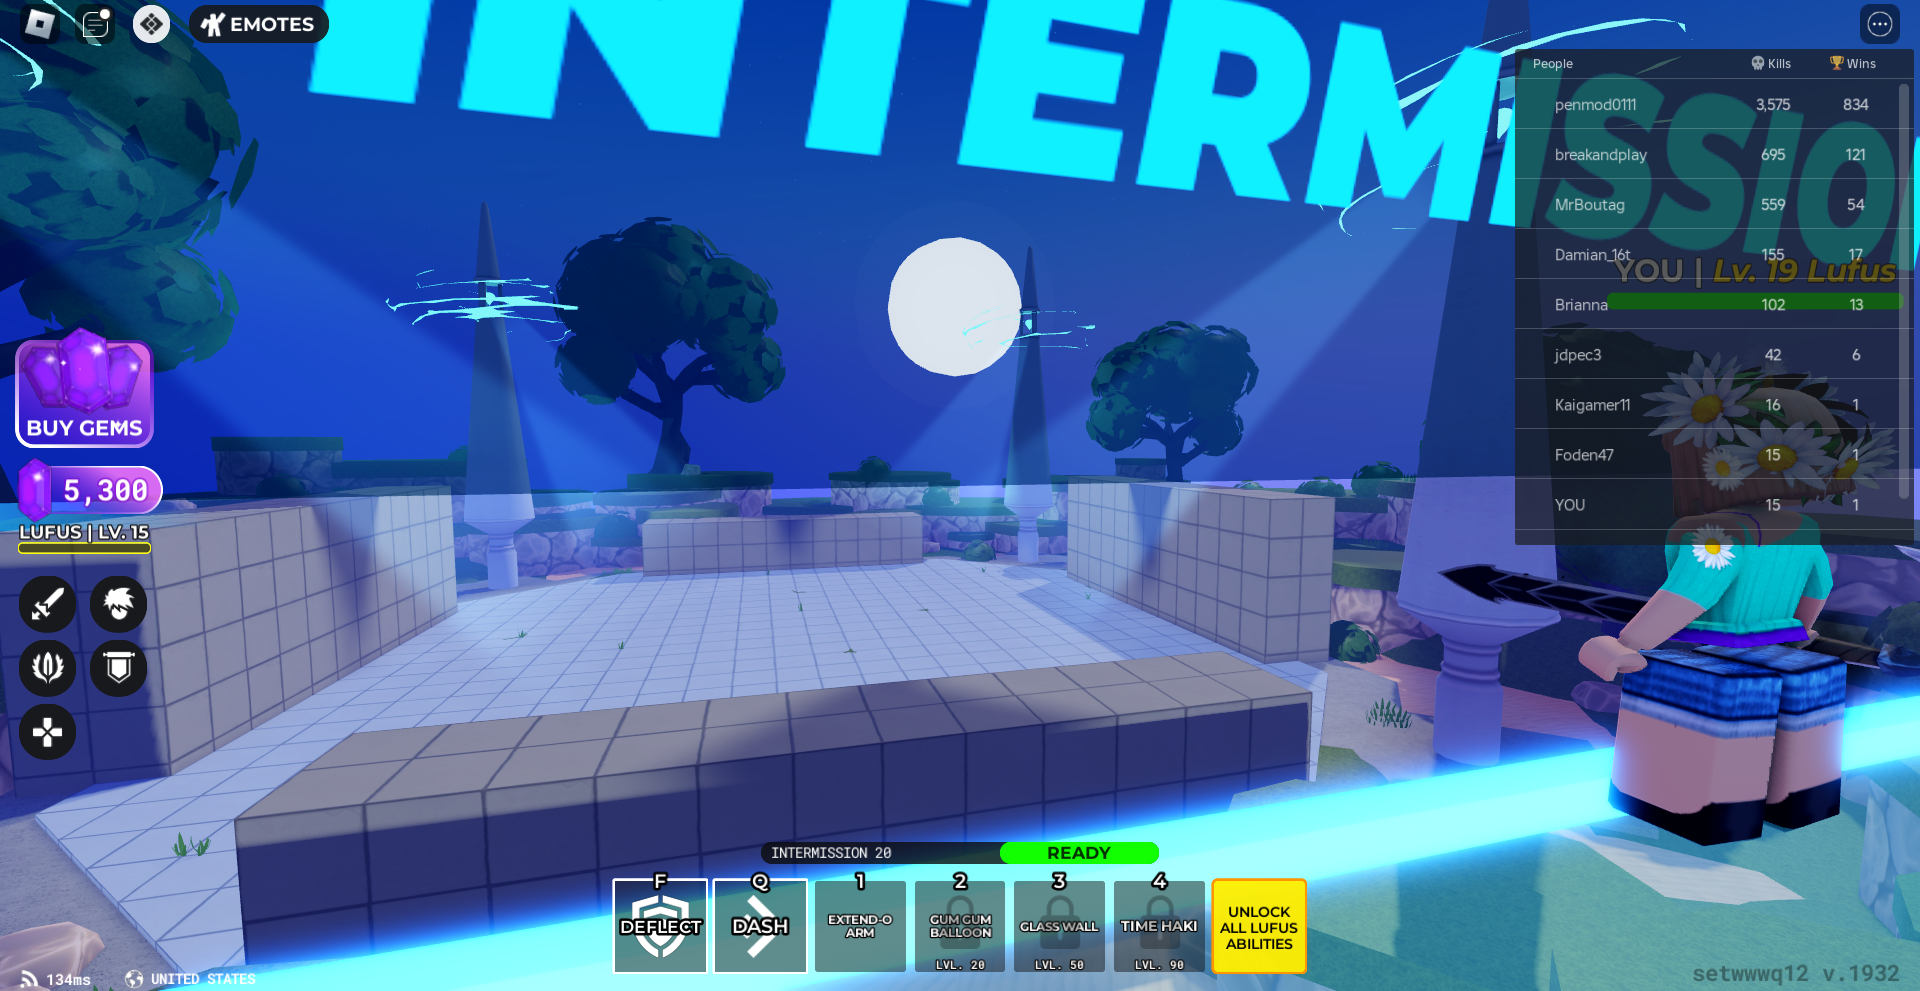 EMOTES
INTERMISSIO
People Kills Wins
penmod0111 3,575 834
breakandplay 695 121
MrBoutag 559 54
Damian_16t 155 17
YOU | Lv. 19 Lufus
Brianna 102 13
jdpec3 42 6
Kaigamer11 16 1
Foden47 15 1
YOU 15 1
BUY GEMS
5,300
LUFUS | LV. 15
INTERMISSION 20 READY
F Q 1 2 3 4
DEFLECT
DASH
EXTEND-O
ARM
GUM GUM
BALLOON
LVL. 20
GLASS WALL
LVL. 50
TIME HAKI
LVL. 90
UNLOCK
ALL LUFUS
ABILITIES
134ms UNITED STATES
setwwwq12 v.1932